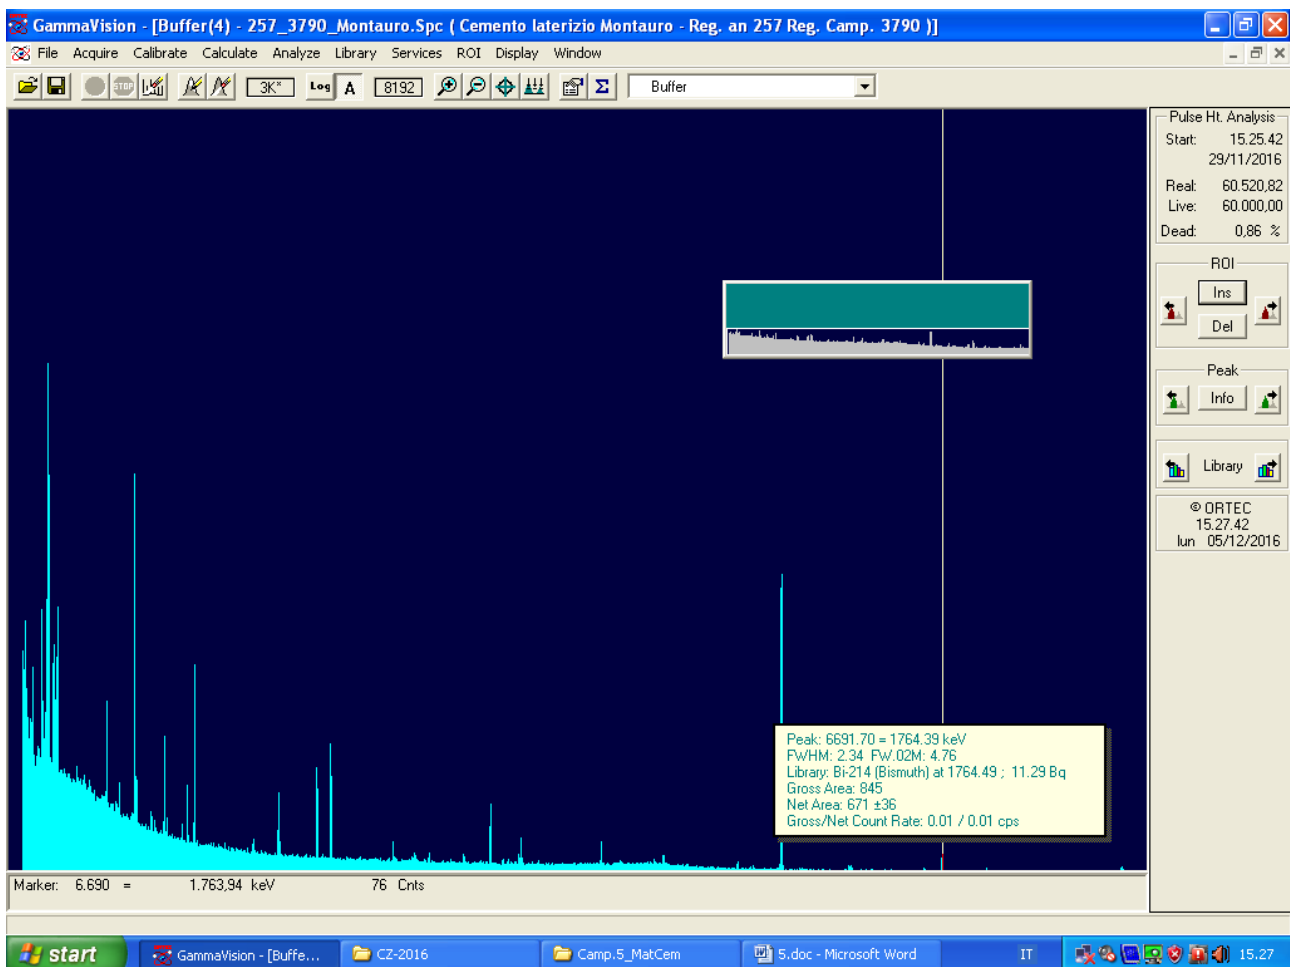 GammaVision - [Buffer(4) - 257_3790_Montauro.Spc ( Cemento laterizio Montauro - Reg. an 257 Reg. Camp. 3790 )]
File Acquire Calibrate Calculate Analyze Library Services ROI Display Window
STOP 3K* Log A 8192 Σ Buffer
Pulse Ht. Analysis
Start: 15.25.42
29/11/2016
Real: 60.520,82
Live: 60.000,00
Dead: 0,86 %
ROI
Ins
Del
Peak
Info
Library
© ORTEC
15.27.42
lun 05/12/2016
Peak: 6691.70 = 1764.39 keV
FWHM: 2.34 FW.02M: 4.76
Library: Bi-214 (Bismuth) at 1764.49 ; 11.29 Bq
Gross Area: 845
Net Area: 671 ±36
Gross/Net Count Rate: 0.01 / 0.01 cps
Marker: 6.690 = 1.763,94 keV 76 Cnts
start GammaVision - [Buffe... CZ-2016 Camp.5_MatCem 5.doc - Microsoft Word IT 15.27